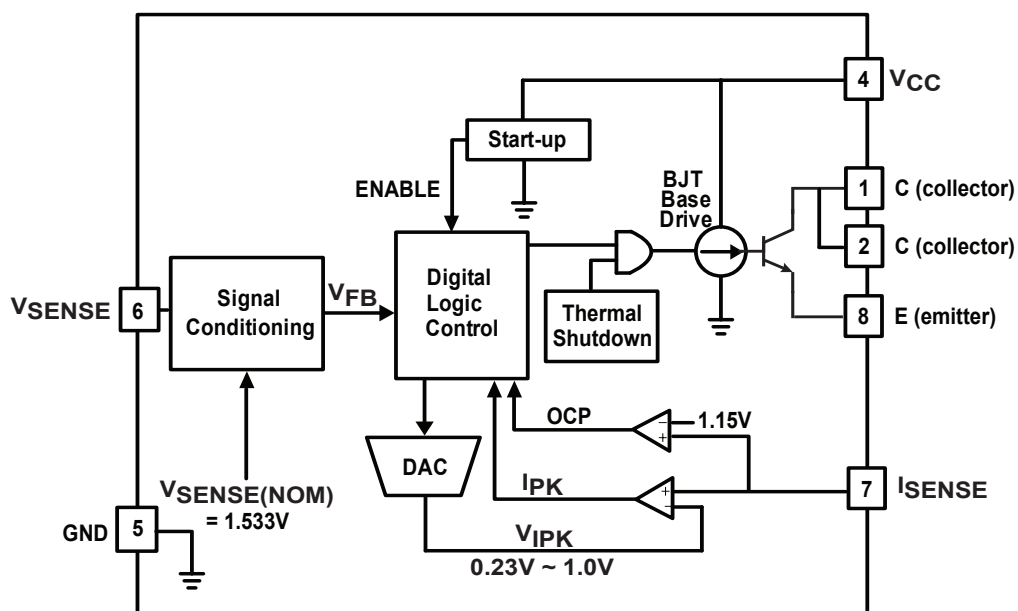 4
VCC
Start-up
ENABLE
BJT
Base
Drive
1
C (collector)
2
C (collector)
VSENSE
6
Signal
Conditioning
VFB
Digital
Logic
Control
Thermal
Shutdown
8
E (emitter)
OCP
−
+
1.15V
DAC
IPK
+
−
7
ISENSE
VSENSE(NOM)
= 1.533V
GND
5
VIPK
0.23V ~ 1.0V